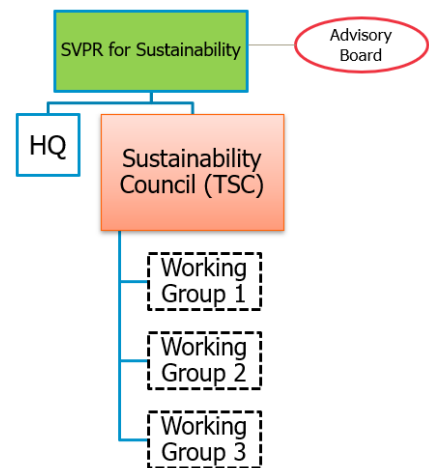 SVPR for Sustainability
Advisory
Board
HQ
Sustainability
Council (TSC)
Working
Group 1
Working
Group 2
Working
Group 3